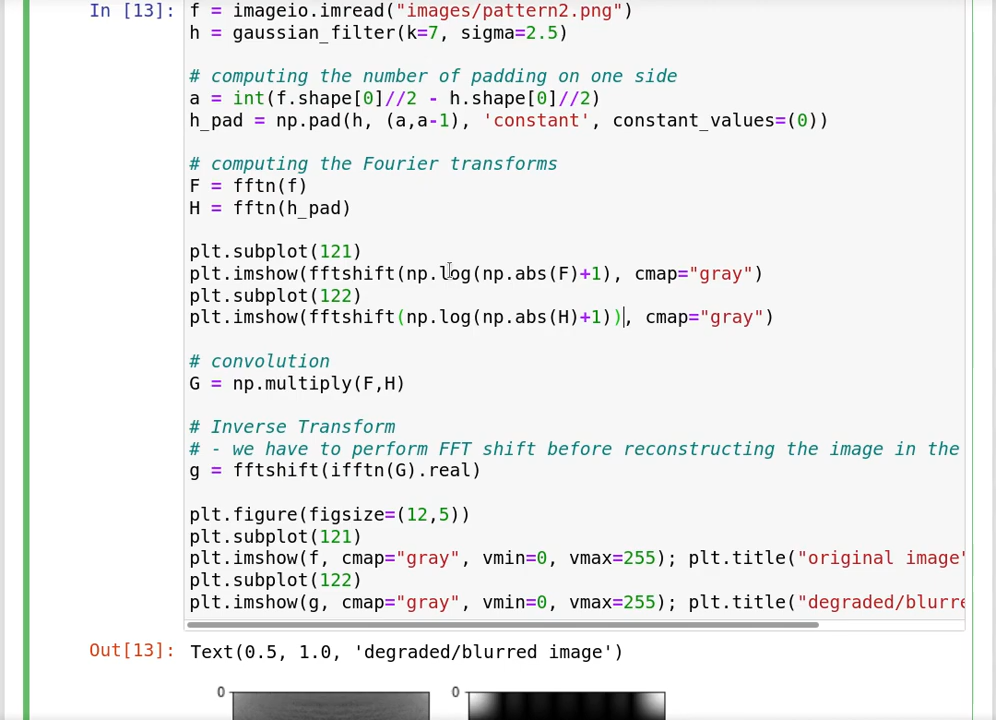 In [13]: f = imageio.imread("images/pattern2.png")
h = gaussian_filter(k=7, sigma=2.5)
# computing the number of padding on one side
a = int(f.shape[0]//2 - h.shape[0]//2)
h_pad = np.pad(h, (a,a-1), 'constant', constant_values=(0))
# computing the Fourier transforms
F = fftn(f)
H = fftn(h_pad)
plt.subplot(121)
plt.imshow(fftshift(np.log(np.abs(F)+1), cmap="gray")
plt.subplot(122)
plt.imshow(fftshift(np.log(np.abs(H)+1)), cmap="gray")
# convolution
G = np.multiply(F,H)
# Inverse Transform
# - we have to perform FFT shift before reconstructing the image in the
g = fftshift(ifftn(G).real)
plt.figure(figsize=(12,5))
plt.subplot(121)
plt.imshow(f, cmap="gray", vmin=0, vmax=255); plt.title("original image"
plt.subplot(122)
plt.imshow(g, cmap="gray", vmin=0, vmax=255); plt.title("degraded/blurre
Out[13]: Text(0.5, 1.0, 'degraded/blurred image')
0 0